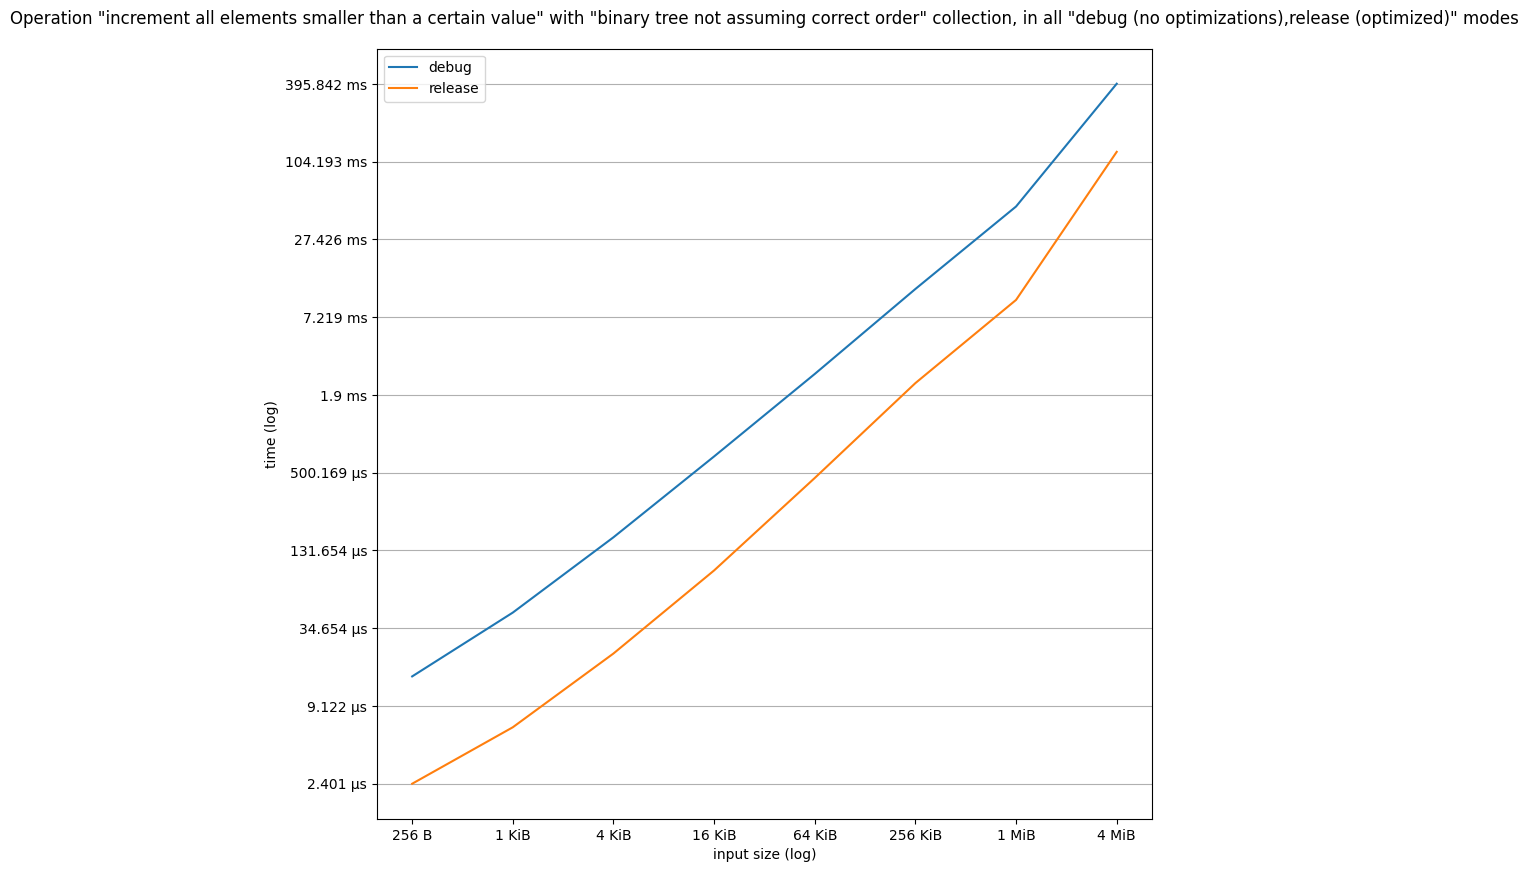 Operation "increment all elements smaller than a certain value" with "binary tree not assuming correct order" collection, in all "debug (no optimizations),release (optimized)" modes
debug
release
395.842 ms
104.193 ms
27.426 ms
7.219 ms
1.9 ms
500.169 µs
131.654 µs
34.654 µs
9.122 µs
2.401 µs
time (log)
256 B 1 KiB 4 KiB 16 KiB 64 KiB 256 KiB 1 MiB 4 MiB
input size (log)